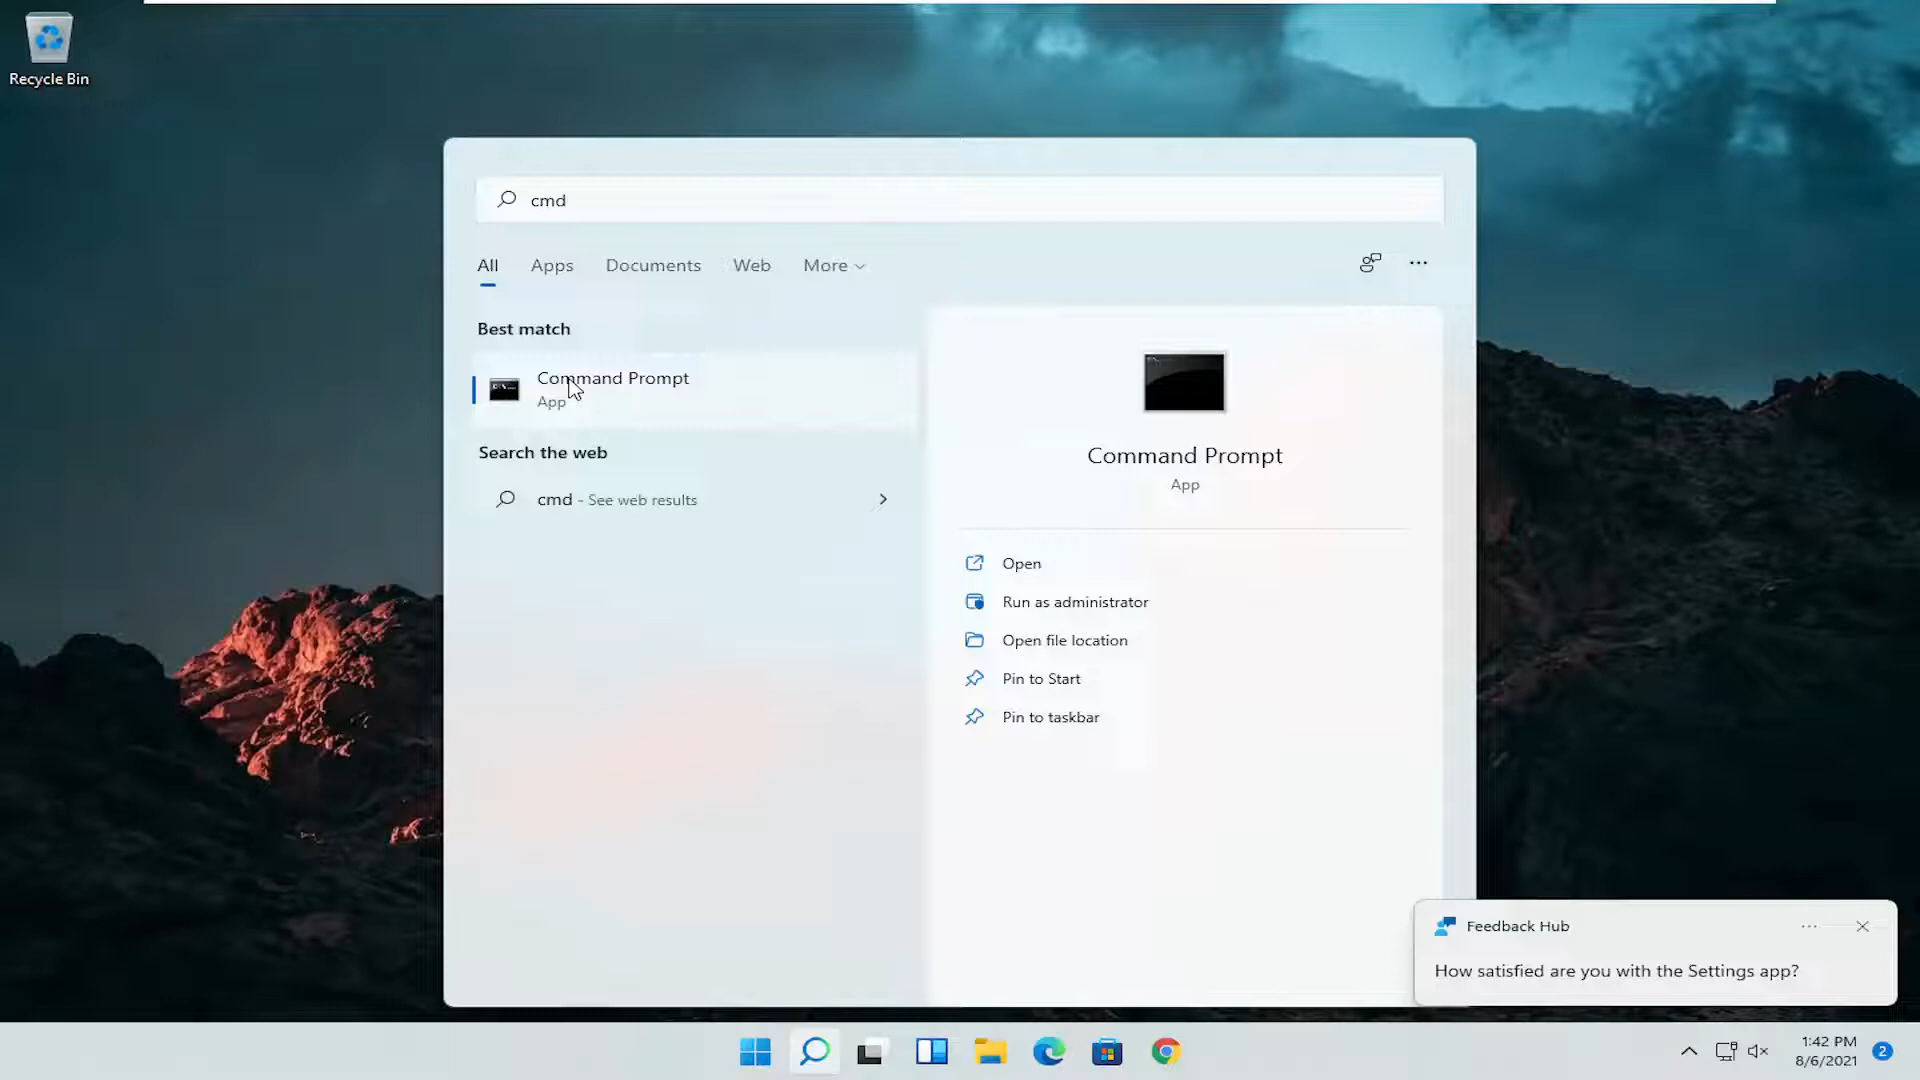 Recycle Bin
cmd
All Apps Documents Web More
Best match
Command Prompt
App
Search the web
cmd - See web results
Command Prompt
App
Open
Run as administrator
Open file location
Pin to Start
Pin to taskbar
Feedback Hub
How satisfied are you with the Settings app?
1:42 PM
8/6/2021
2